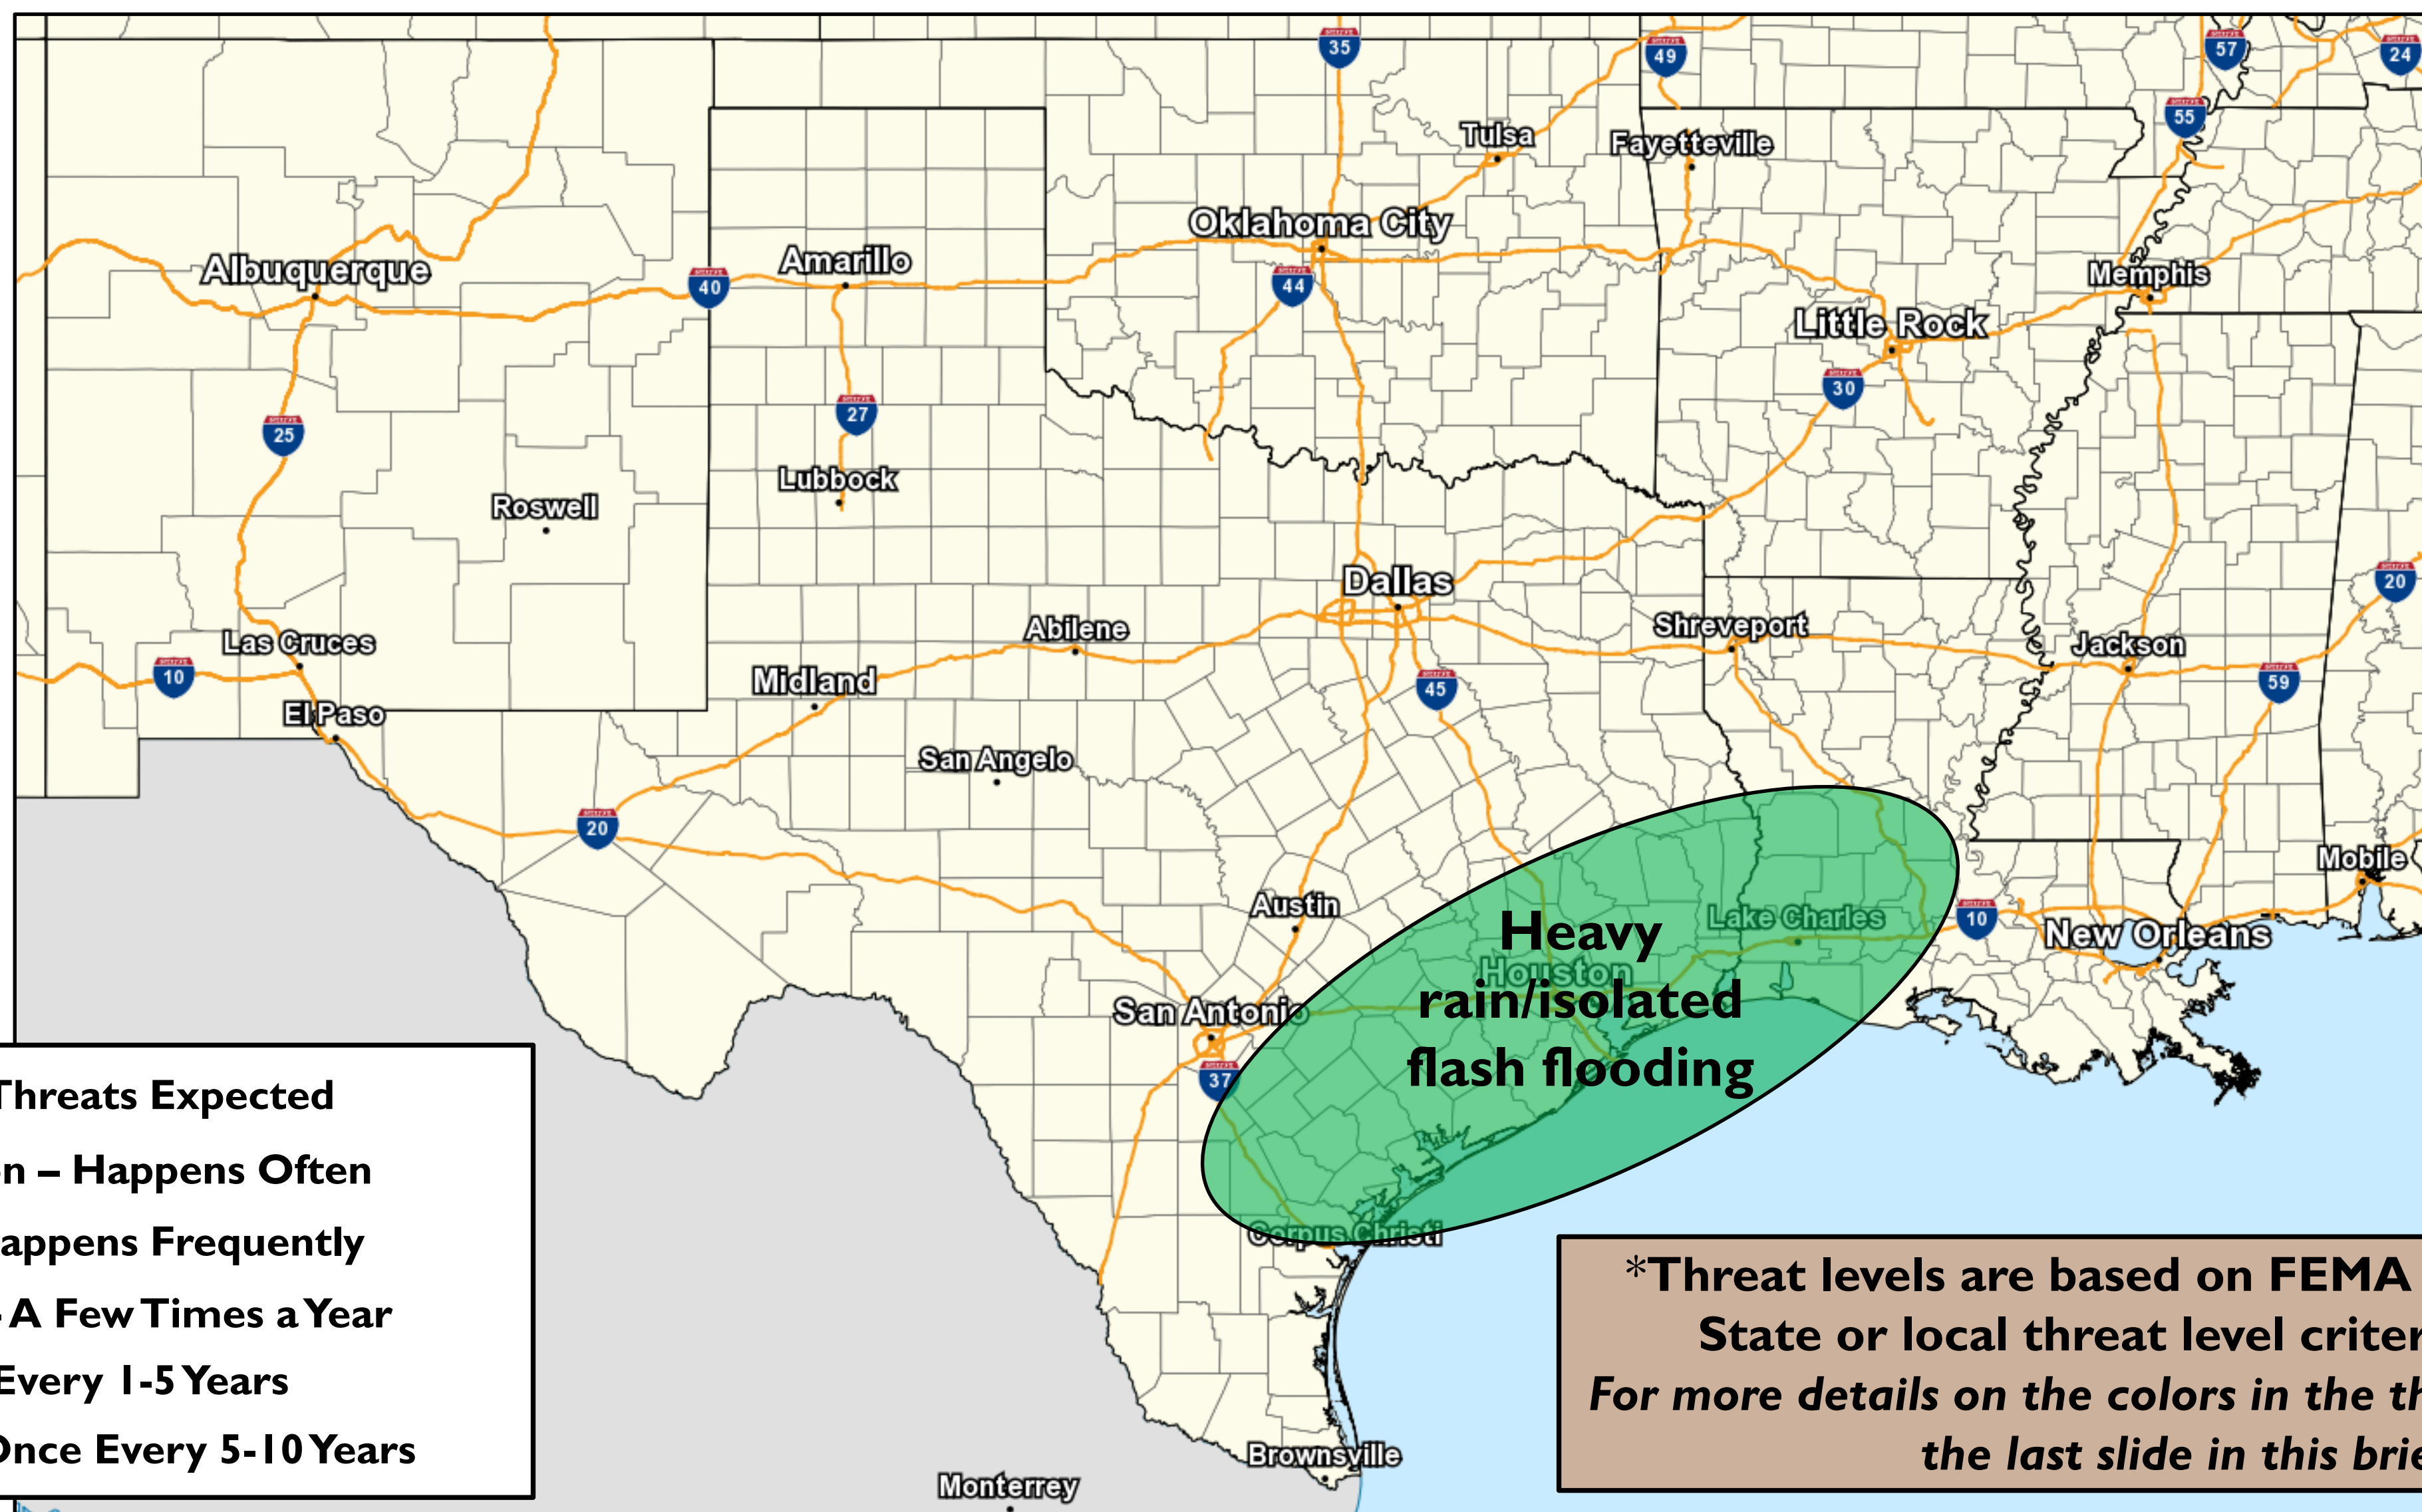 35
49
57
24
55
Tulsa
Fayetteville
Oklahoma City
Albuquerque
Amarillo
40
44
Memphis
Little Rock
30
27
25
Lubbock
Roswell
Dallas
20
Abilene
Shreveport
Las Cruces
Jackson
10
Midland
45
59
El Paso
San Angelo
20
Mobile
Austin
Lake Charles
10
New Orleans
Heavy
Houston
rain/isolated
San Antonio
flash flooding
37
Corpus Christi
Brownsville
Monterrey
Threats Expected
n – Happens Often
appens Frequently
- A Few Times a Year
Every 1-5 Years
Once Every 5-10 Years
*Threat levels are based on FEMA
State or local threat level criter
For more details on the colors in the th
the last slide in this brie